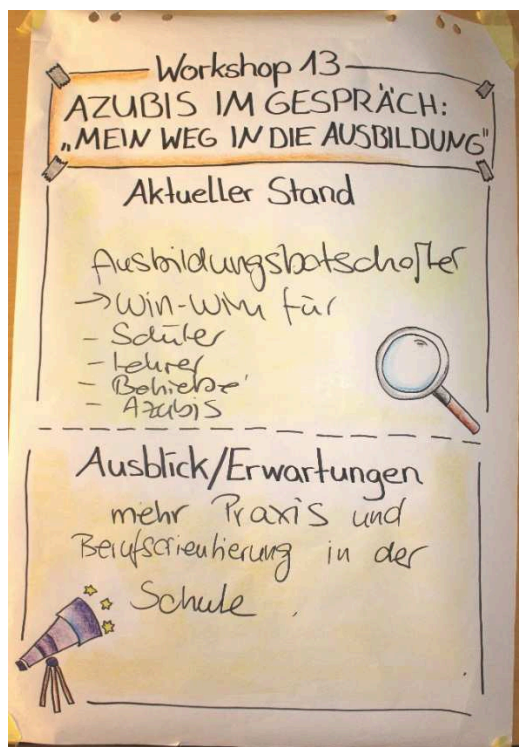 Workshop 13
AZUBIS IM GESPRÄCH:
„MEIN WEG IN DIE AUSBILDUNG"
Aktueller Stand
Ausbildungsbotschafter
→ Win-Win für
- Schüler
- Lehrer
- Betriebe
- Azubis
Ausblick/Erwartungen
mehr Praxis und
Berufsorientierung in der
Schule.